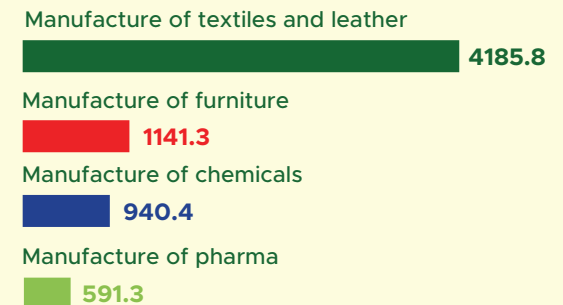 Manufacture of textiles and leather
4185.8
Manufacture of furniture
1141.3
Manufacture of chemicals
940.4
Manufacture of pharma
591.3